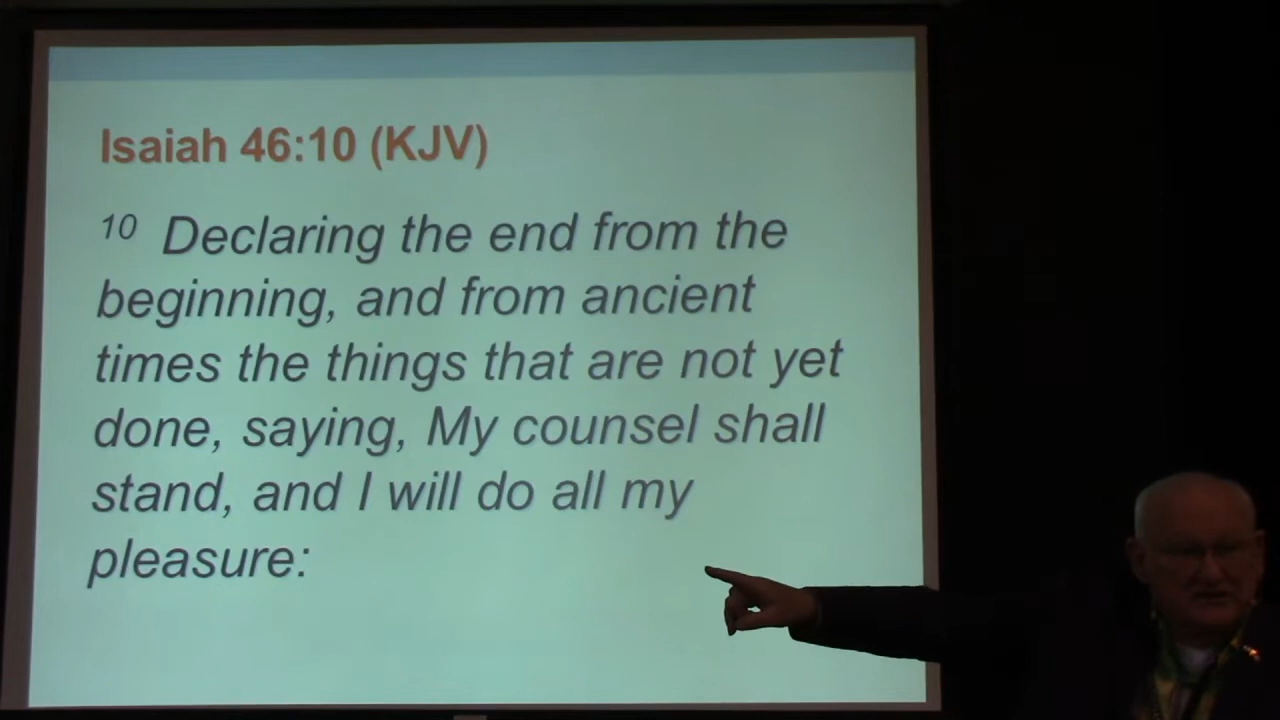 Isaiah 46:10 (KJV)
10 Declaring the end from the
beginning, and from ancient
times the things that are not yet
done, saying, My counsel shall
stand, and I will do all my
pleasure: